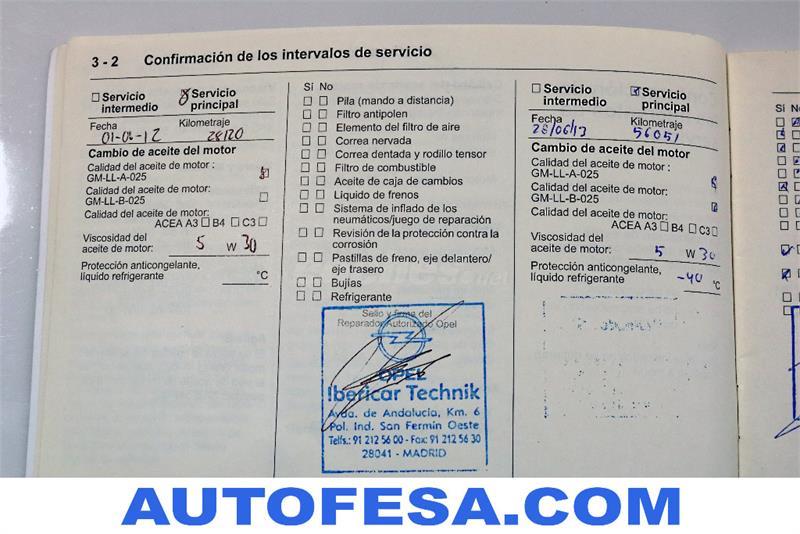 3 - 2 Confirmación de los intervalos de servicio
Servicio intermedio
Servicio principal
Fecha
Kilometraje
01-06-12
28120
Cambio de aceite del motor
Calidad del aceite de motor :
GM-LL-A-025
Calidad del aceite de motor:
GM-LL-B-025
Calidad del aceite de motor:
ACEA A3 B4 C3
Viscosidad del
aceite de motor: 5 W 30
Protección anticongelante,
líquido refrigerante °C
Sí No
Pila (mando a distancia)
Filtro antipolen
Elemento del filtro de aire
Correa nervada
Correa dentada y rodillo tensor
Filtro de combustible
Aceite de caja de cambios
Líquido de frenos
Sistema de inflado de los
neumáticos/juego de reparación
Revisión de la protección contra la
corrosión
Pastillas de freno, eje delantero/
eje trasero
Bujías
Refrigerante
Sello y firma del
Reparador Autorizado Opel
OPEL
Ibericar Technik
Avda. de Andalucía, Km. 6
Pol. Ind. San Fermín Oeste
Telfs.: 91 212 56 00 - Fax: 91 212 56 30
28041 - MADRID
Servicio intermedio
Servicio principal
Fecha
Kilometraje
28/06/13
56051
Cambio de aceite del motor
Calidad del aceite de motor :
GM-LL-A-025
Calidad del aceite de motor:
GM-LL-B-025
Calidad del aceite de motor:
ACEA A3 B4 C3
Viscosidad del
aceite de motor: 5 W 30
Protección anticongelante,
líquido refrigerante -40 °C
Sí No
AUTOFESA.COM